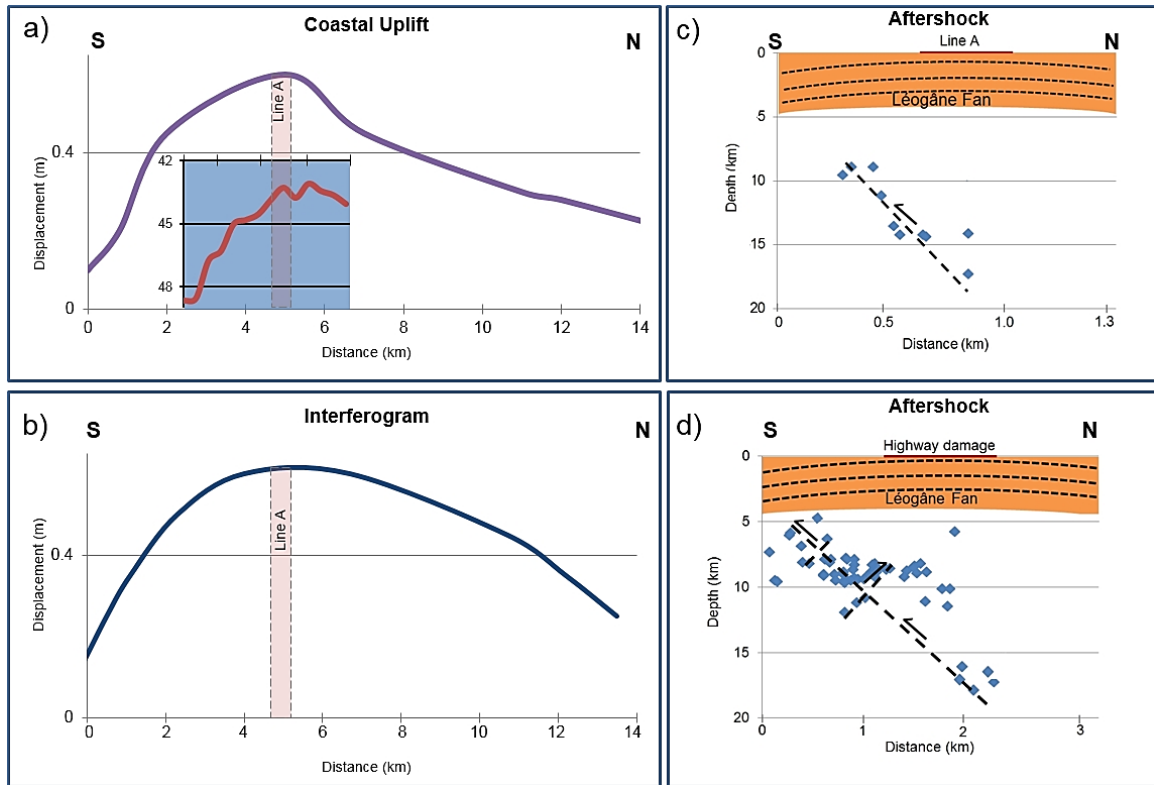 a)
Coastal Uplift
S
N
Displacement (m)
0.4
0
Line A
42
45
48
0 2 4 6 8 10 12 14
Distance (km)
b)
Interferogram
S
N
Displacement (m)
0.4
0
Line A
0 2 4 6 8 10 12 14
Distance (km)
c)
Aftershock
S
N
Line A
Léogâne Fan
Depth /km)
0
5
10
15
20
0 0.5 1.0 1.3
Distance (km)
d)
Aftershock
S
N
Highway damage
Léogâne Fan
Depth (km)
0
5
10
15
20
0 1 2 3
Distance (km)